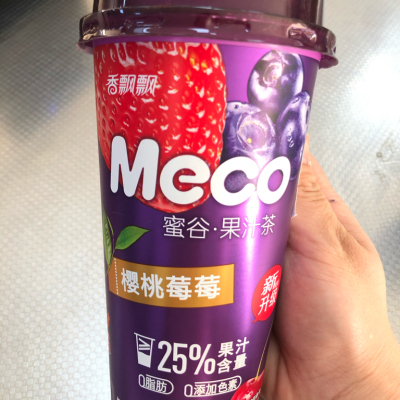 香飘飘
Meco
蜜谷·果汁茶
樱桃莓莓
新
升级
25%果汁
含量
0脂肪
0添加色素